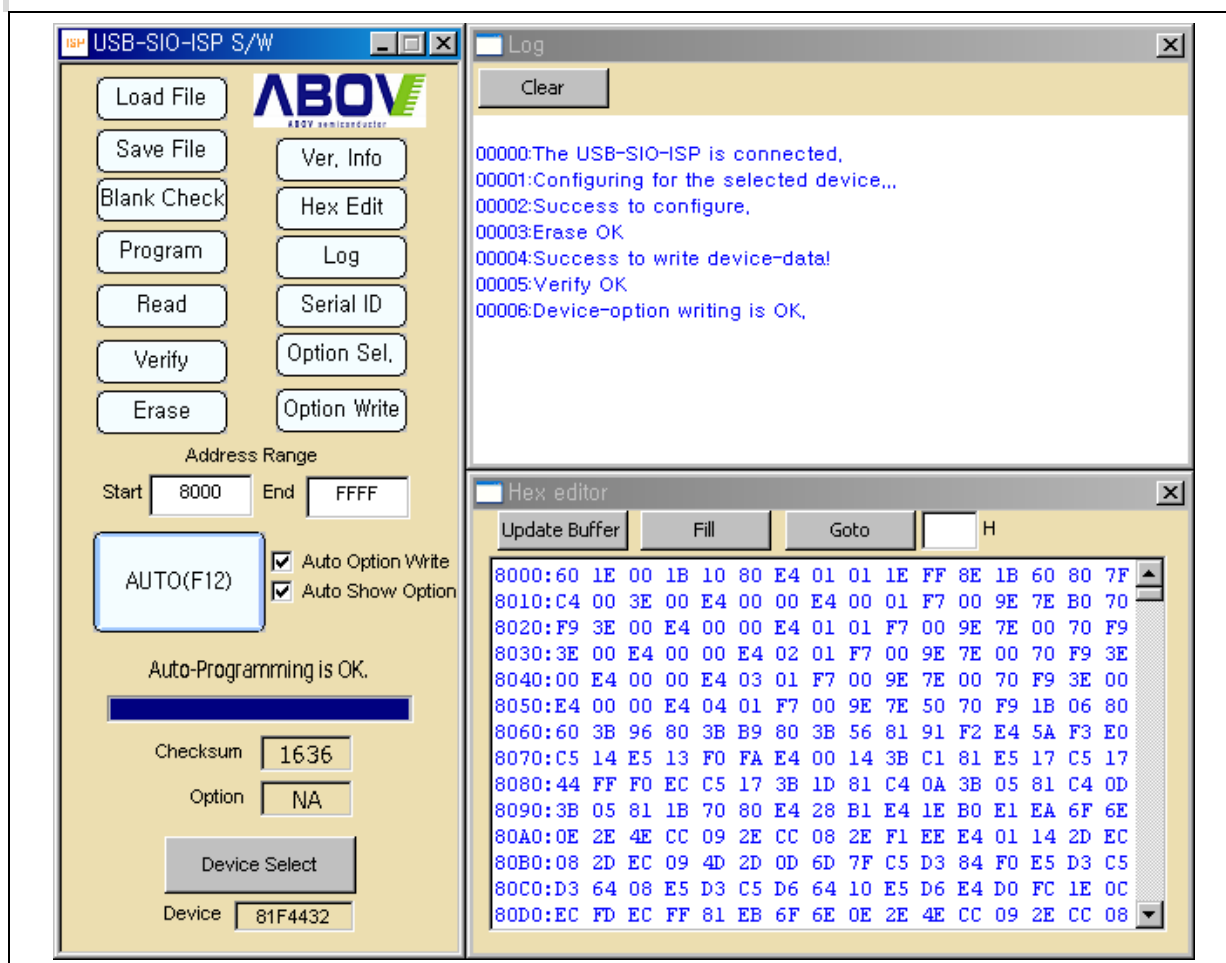 USB-SIO-ISP S/W
ISP
Load File
ABOV
ABOV semiconductor
Save File
Ver. Info
Blank Check
Hex Edit
Program
Log
Read
Serial ID
Verify
Option Sel.
Erase
Option Write
Address Range
Start 8000 End FFFF
AUTO(F12)
Auto Option Write
Auto Show Option
Auto-Programming is OK.
Checksum 1636
Option NA
Device Select
Device 81F4432
Log
Clear
00000:The USB-SIO-ISP is connected.
00001:Configuring for the selected device...
00002:Success to configure.
00003:Erase OK
00004:Success to write device-data!
00005:Verify OK
00006:Device-option writing is OK.
Hex editor
Update Buffer Fill Goto H
8000:60 1E 00 1B 10 80 E4 01 01 1E FF 8E 1B 60 80 7F
8010:C4 00 3E 00 E4 00 00 E4 00 01 F7 00 9E 7E B0 70
8020:F9 3E 00 E4 00 00 E4 01 01 F7 00 9E 7E 00 70 F9
8030:3E 00 E4 00 00 E4 02 01 F7 00 9E 7E 00 70 F9 3E
8040:00 E4 00 00 E4 03 01 F7 00 9E 7E 00 70 F9 3E 00
8050:E4 00 00 E4 04 01 F7 00 9E 7E 50 70 F9 1B 06 80
8060:60 3B 96 80 3B B9 80 3B 56 81 91 F2 E4 5A F3 E0
8070:C5 14 E5 13 F0 FA E4 00 14 3B C1 81 E5 17 C5 17
8080:44 FF F0 EC C5 17 3B 1D 81 C4 0A 3B 05 81 C4 0D
8090:3B 05 81 1B 70 80 E4 28 B1 E4 1E B0 E1 EA 6F 6E
80A0:0E 2E 4E CC 09 2E CC 08 2E F1 EE E4 01 14 2D EC
80B0:08 2D EC 09 4D 2D 0D 6D 7F C5 D3 84 F0 E5 D3 C5
80C0:D3 64 08 E5 D3 C5 D6 64 10 E5 D6 E4 D0 FC 1E 0C
80D0:EC FD EC FF 81 EB 6F 6E 0E 2E 4E CC 09 2E CC 08